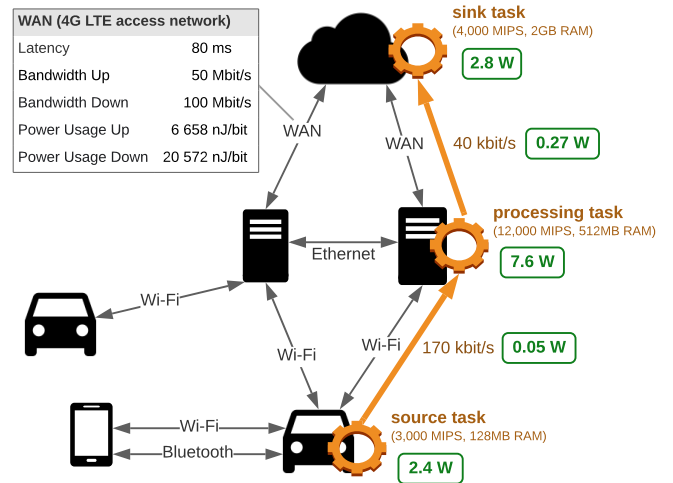 WAN (4G LTE access network)
Latency 80 ms
Bandwidth Up 50 Mbit/s
Bandwidth Down 100 Mbit/s
Power Usage Up 6 658 nJ/bit
Power Usage Down 20 572 nJ/bit
sink task
(4,000 MIPS, 2GB RAM)
2.8 W
WAN
WAN
40 kbit/s
0.27 W
processing task
(12,000 MIPS, 512MB RAM)
7.6 W
Ethernet
Wi-Fi
Wi-Fi
Wi-Fi
170 kbit/s
0.05 W
source task
(3,000 MIPS, 128MB RAM)
2.4 W
Wi-Fi
Bluetooth